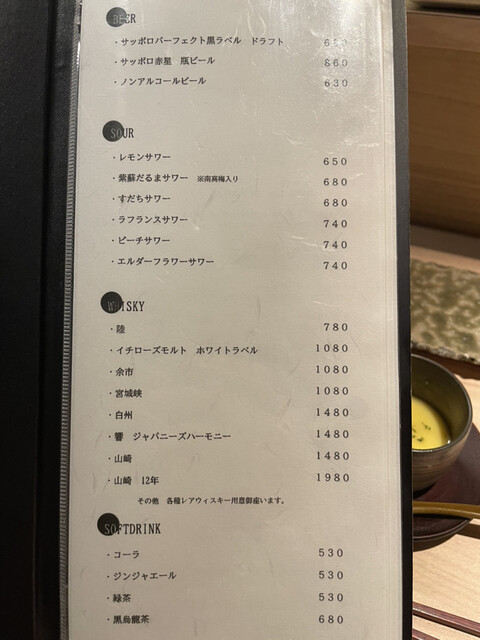 BEER
・サッポロパーフェクト黒ラベル ドラフト
・サッポロ赤星 瓶ビール 860
・ノンアルコールビール 630
SOUR
・レモンサワー 650
・紫蘇だるまサワー ※南高梅入り 680
・すだちサワー 680
・ラフランスサワー 740
・ピーチサワー 740
・エルダーフラワーサワー 740
WHISKY
・陸 780
・イチローズモルト ホワイトラベル 1080
・余市 1080
・宮城峡 1080
・白州 1480
・響 ジャパニーズハーモニー 1480
・山崎 1480
・山崎 12年 1980
その他 各種レアウィスキー用意御座います。
SOFTDRINK
・コーラ 530
・ジンジャエール 530
・緑茶 530
・黒烏龍茶 680